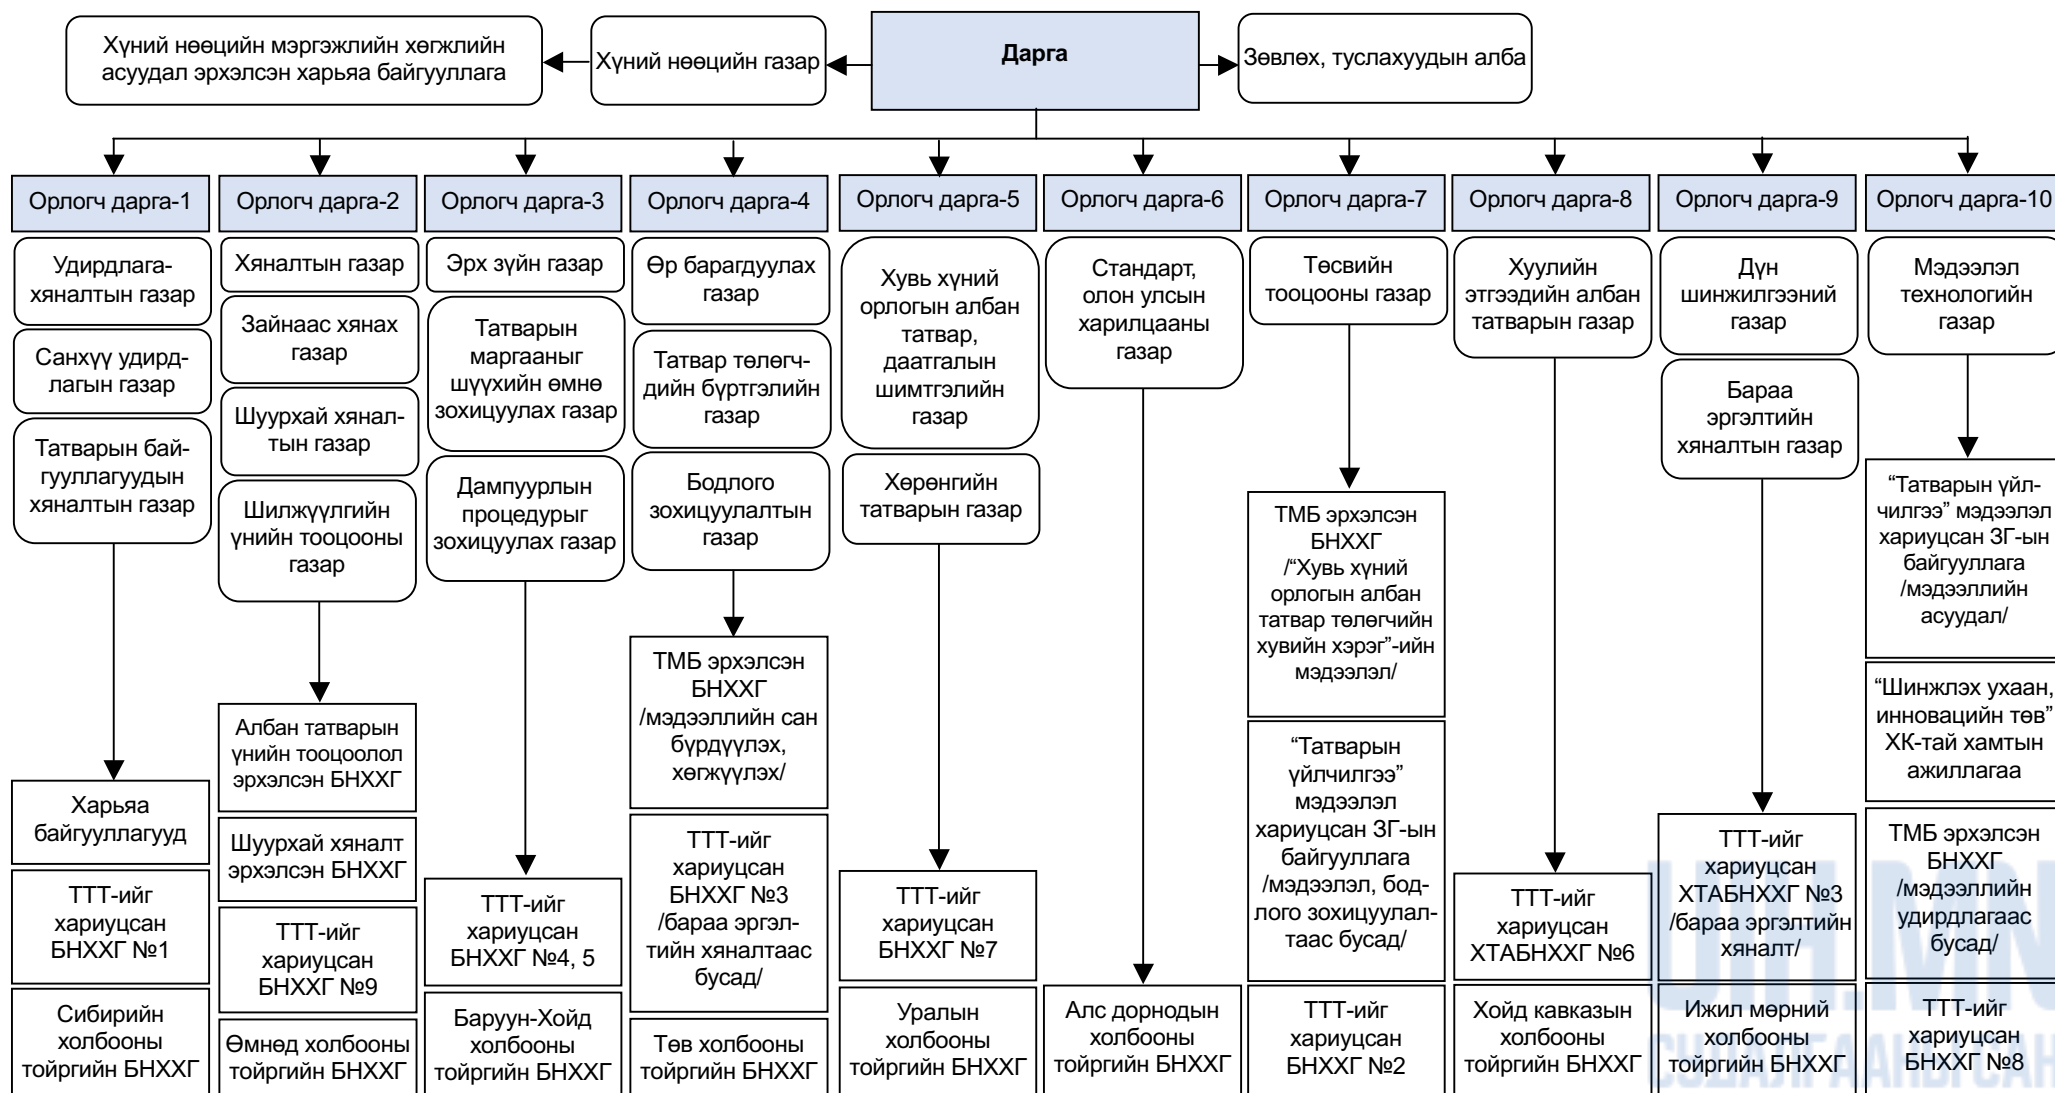 Хүний нөөцийн мэргэжлийн хөгжлийн
асуудал эрхэлсэн харьяа байгууллага
Хүний нөөцийн газар
Дарга
Зөвлөх, туслахуудын алба
Орлогч дарга-1
Удирдлага-
хяналтын газар
Санхүү удирд-
лагын газар
Татварын бай-
гууллагуудын
хяналтын газар
Харьяа
байгууллагууд
ТТТ-ийг
хариуцсан
БНХХГ №1
Сибирийн
холбооны
тойргийн БНХХГ
Орлогч дарга-2
Хяналтын газар
Зайнаас хянах
газар
Шуурхай хянал-
тын газар
Шилжүүлгийн
үнийн тооцооны
газар
Албан татварын
үнийн тооцоолол
эрхэлсэн БНХХГ
Шуурхай хяналт
эрхэлсэн БНХХГ
ТТТ-ийг
хариуцсан
БНХХГ №9
Өмнөд холбооны
тойргийн БНХХГ
Орлогч дарга-3
Эрх зүйн газар
Татварын
маргааныг
шүүхийн өмнө
зохицуулах газар
Дампуурлын
процедурыг
зохицуулах газар
ТТТ-ийг
хариуцсан
БНХХГ №4, 5
Баруун-Хойд
холбооны
тойргийн БНХХГ
Орлогч дарга-4
Өр барагдуулах
газар
Татвар төлөгч-
дийн бүртгэлийн
газар
Бодлого
зохицуулалтын
газар
ТМБ эрхэлсэн
БНХХГ
/мэдээллийн сан
бүрдүүлэх,
хөгжүүлэх/
ТТТ-ийг
хариуцсан
БНХХГ №3
/бараа эргэл-
тийн хяналтаас
бусад/
Төв холбооны
тойргийн БНХХГ
Орлогч дарга-5
Хувь хүний
орлогын албан
татвар,
даатгалын
шимтгэлийн
газар
Хөрөнгийн
татварын газар
ТТТ-ийг
хариуцсан
БНХХГ №7
Уралын
холбооны
тойргийн БНХХГ
Орлогч дарга-6
Стандарт,
олон улсын
харилцааны
газар
Алс дорнодын
холбооны
тойргийн БНХХГ
Орлогч дарга-7
Төсвийн
тооцооны газар
ТМБ эрхэлсэн
БНХХГ
/“Хувь хүний
орлогын албан
татвар төлөгчийн
хувийн хэрэг”-ийн
мэдээлэл/
“Татварын
үйлчилгээ”
мэдээлэл
хариуцсан ЗГ-ын
байгууллага
/мэдээлэл, бод-
лого зохицуулал-
таас бусад/
ТТТ-ийг
хариуцсан
БНХХГ №2
Орлогч дарга-8
Хуулийн
этгээдийн албан
татварын газар
ТТТ-ийг
хариуцсан
ХТАБНХХГ №6
Хойд кавказын
холбооны
тойргийн БНХХГ
Орлогч дарга-9
Дүн
шинжилгээний
газар
Бараа
эргэлтийн
хяналтын газар
ТТТ-ийг
хариуцсан
ХТАБНХХГ №3
/бараа эргэлтийн
хяналт/
Ижил мөрний
холбооны
тойргийн БНХХГ
Орлогч дарга-10
Мэдээлэл
технологийн
газар
“Татварын үйл-
чилгээ” мэдээлэл
хариуцсан ЗГ-ын
байгууллага
/мэдээллийн
асуудал/
“Шинжлэх ухаан,
инновацийн төв”
ХК-тай хамтын
ажиллагаа
ТМБ эрхэлсэн
БНХХГ
/мэдээллийн
удирдлагаас
бусад/
ТТТ-ийг
хариуцсан
БНХХГ №8
UIH.MN